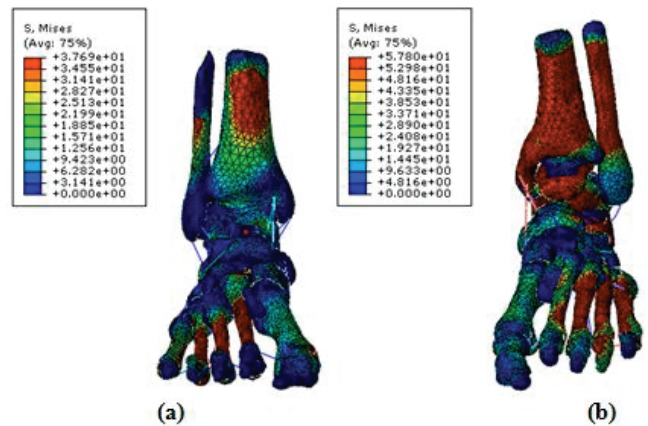 S, Mises
(Avg: 75%)
+3.769e+01
+3.455e+01
+3.141e+01
+2.827e+01
+2.513e+01
+2.199e+01
+1.885e+01
+1.571e+01
+1.256e+01
+9.423e+00
+6.282e+00
+3.141e+00
+0.000e+00
S, Mises
(Avg: 75%)
+5.780e+01
+5.298e+01
+4.816e+01
+4.335e+01
+3.853e+01
+3.371e+01
+2.890e+01
+2.408e+01
+1.927e+01
+1.445e+01
+9.633e+00
+4.816e+00
+0.000e+00
(a)
(b)